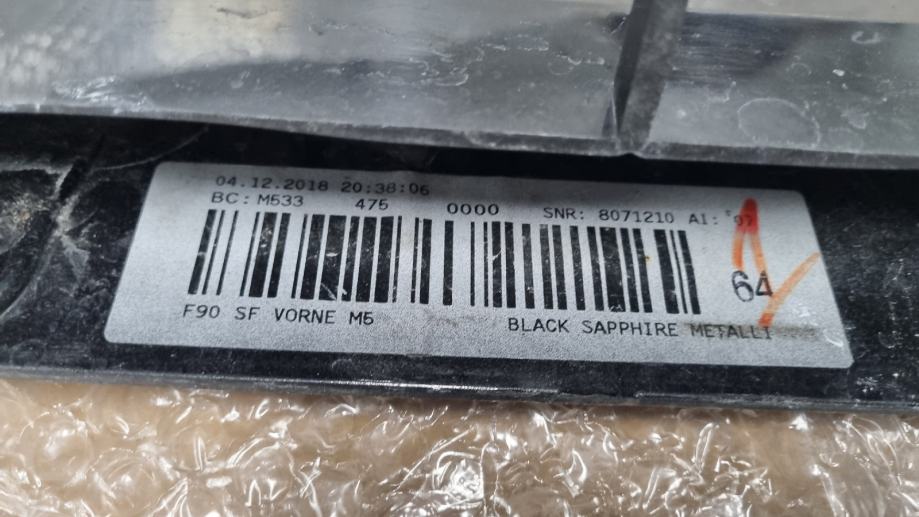 04.12.2018 20:38:06
BC: M533 475 0000 SNR: 8071210 AI: 07
64
F90 SF VORNE M5 BLACK SAPPHIRE METALLI